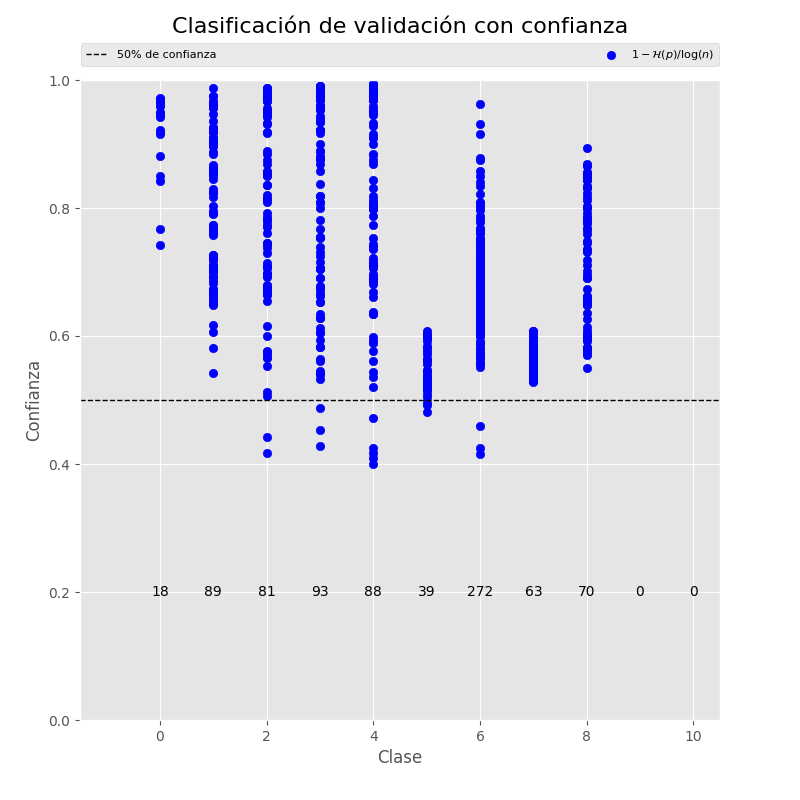 Clasificación de validación con confianza
50% de confianza
1 − ℋ(p)/log(n)
1.0
0.8
0.6
0.4
0.2
0.0
Confianza
18 89 81 93 88 39 272 63 70 0 0
0 2 4 6 8 10
Clase